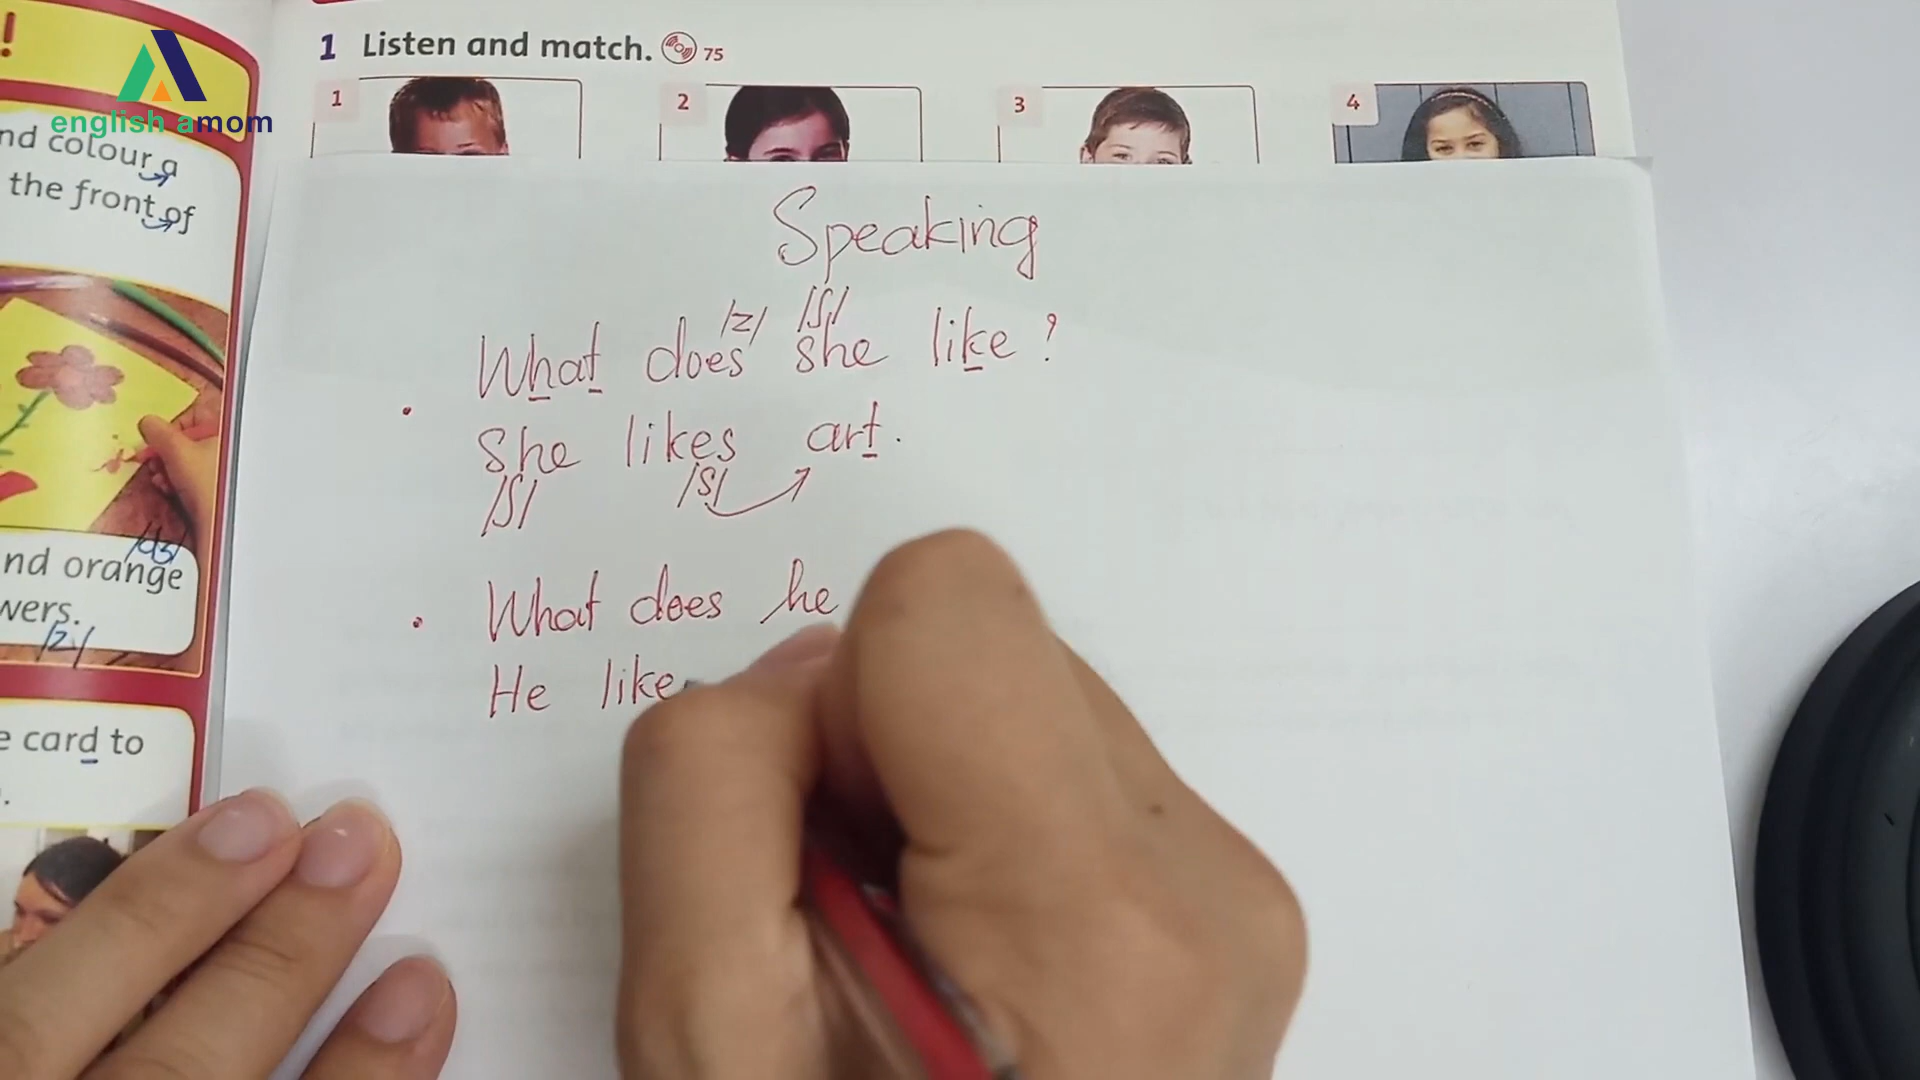 !
english amom
nd colour a
the front of
/dʒ/
nd orange
wers.
/z/
e card to
.
1 Listen and match. 75
1
2
3
4
Speaking
/z/ /ʃ/
What does she like?
She likes art.
/ʃ/ /s/
What does he
He like